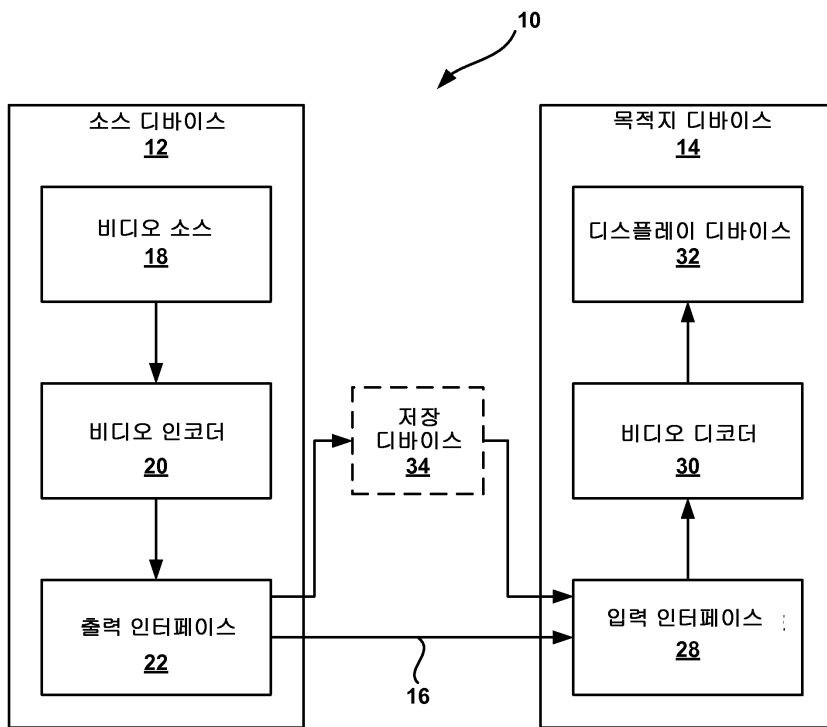 10
소스 디바이스
12
비디오 소스
18
비디오 인코더
20
출력 인터페이스
22
저장
디바이스
34
16
목적지 디바이스
14
디스플레이 디바이스
32
비디오 디코더
30
입력 인터페이스
28